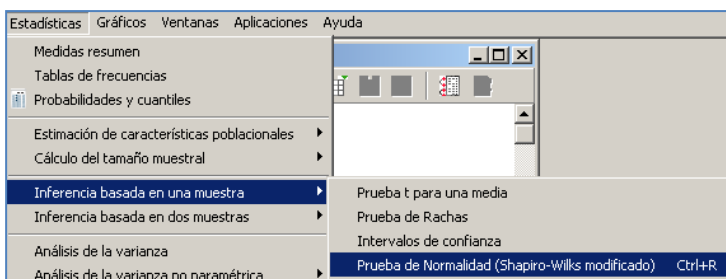 Estadísticas Gráficos Ventanas Aplicaciones Ayuda
Medidas resumen
Tablas de frecuencias
Probabilidades y cuantiles
Estimación de características poblacionales
Cálculo del tamaño muestral
Inferencia basada en una muestra
Inferencia basada en dos muestras
Análisis de la varianza
Análisis de la varianza no paramétrica
Prueba t para una media
Prueba de Rachas
Intervalos de confianza
Prueba de Normalidad (Shapiro-Wilks modificado) Ctrl+R